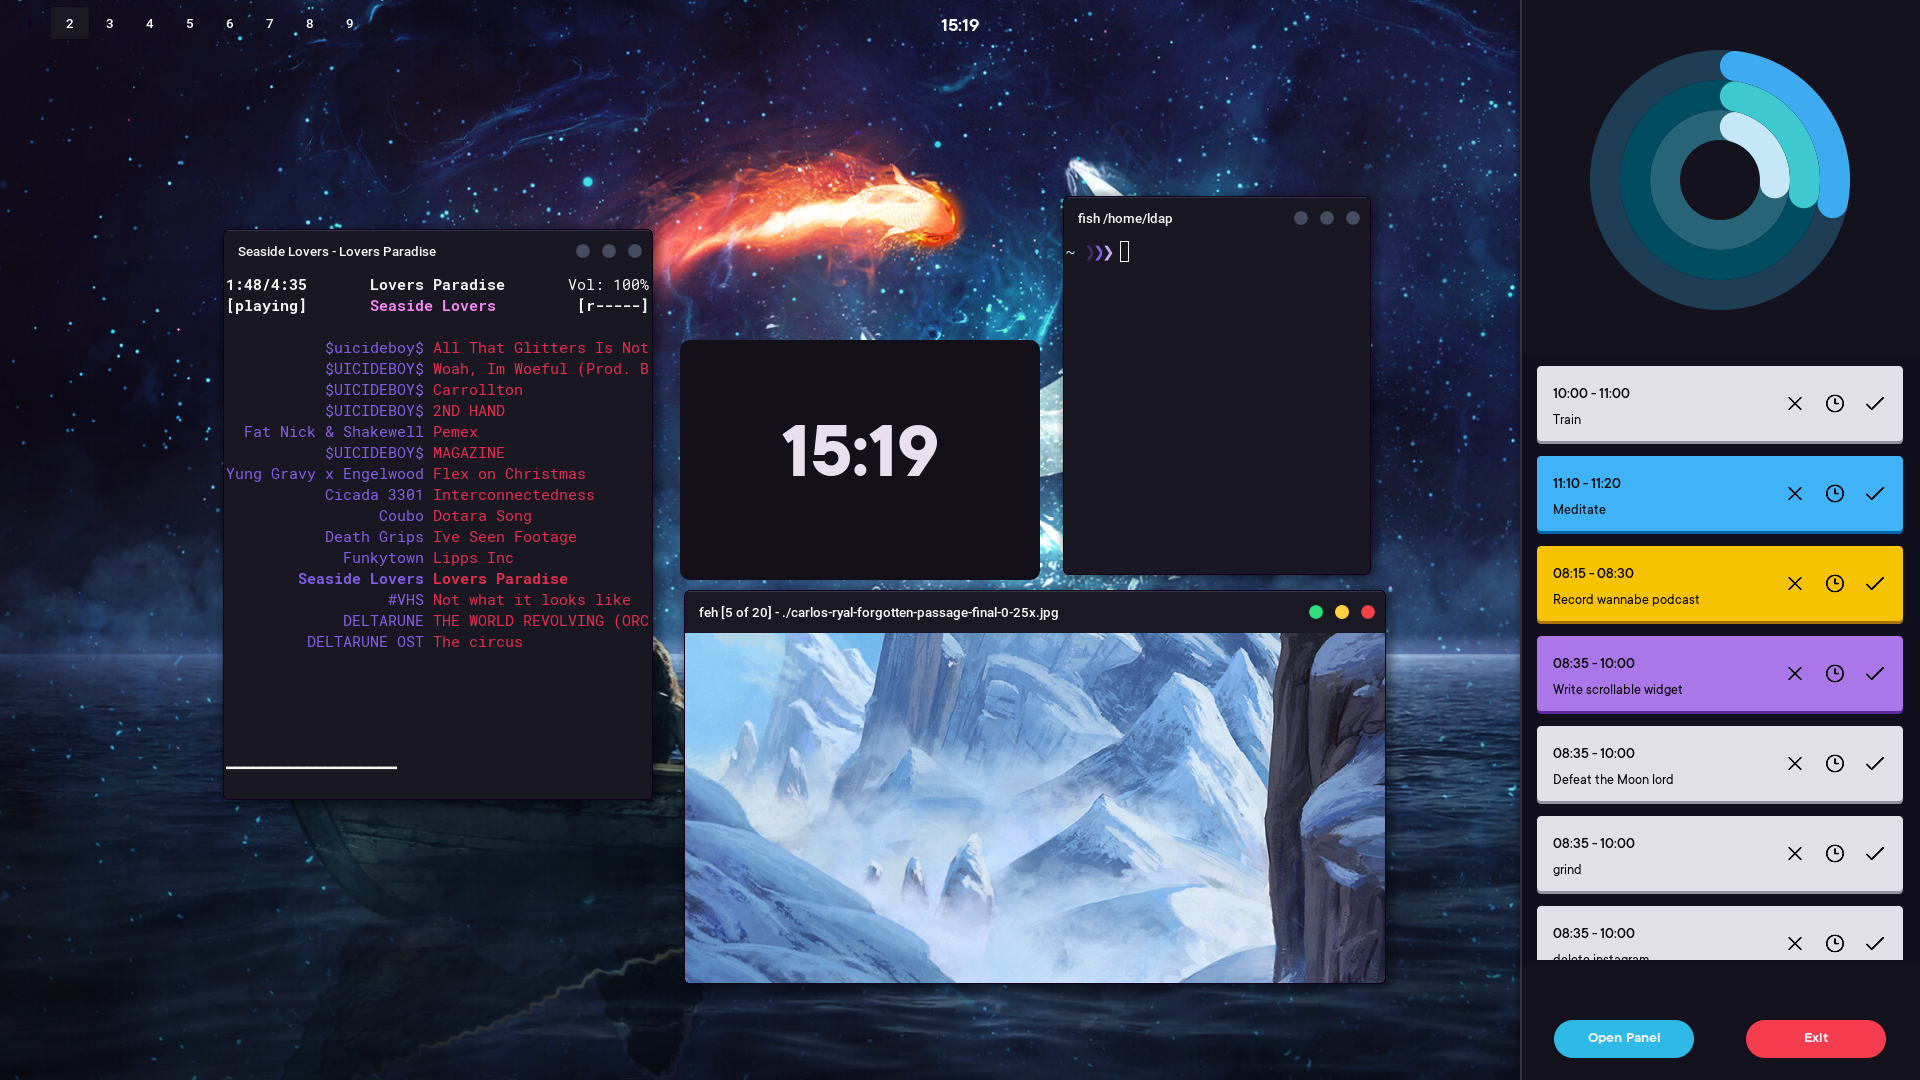 2 3 4 5 6 7 8 9
15:19
Seaside Lovers - Lovers Paradise
1:48/4:35 Lovers Paradise Vol: 100%
[playing] Seaside Lovers [r-----]
$uicideboy$ All That Glitters Is Not
$UICIDEBOY$ Woah, Im Woeful (Prod. B
$UICIDEBOY$ Carrollton
$UICIDEBOY$ 2ND HAND
Fat Nick & Shakewell Pemex
$UICIDEBOY$ MAGAZINE
Yung Gravy x Engelwood Flex on Christmas
Cicada 3301 Interconnectedness
Coubo Dotara Song
Death Grips Ive Seen Footage
Funkytown Lipps Inc
Seaside Lovers Lovers Paradise
#VHS Not what it looks like
DELTARUNE THE WORLD REVOLVING (ORC
DELTARUNE OST The circus
15:19
fish /home/ldap
~ ❯❯❯
feh [5 of 20] - ./carlos-ryal-forgotten-passage-final-0-25x.jpg
10:00 - 11:00
Train
11:10 - 11:20
Meditate
08:15 - 08:30
Record wannabe podcast
08:35 - 10:00
Write scrollable widget
08:35 - 10:00
Defeat the Moon lord
08:35 - 10:00
grind
08:35 - 10:00
delete instagram
Open Panel
Exit